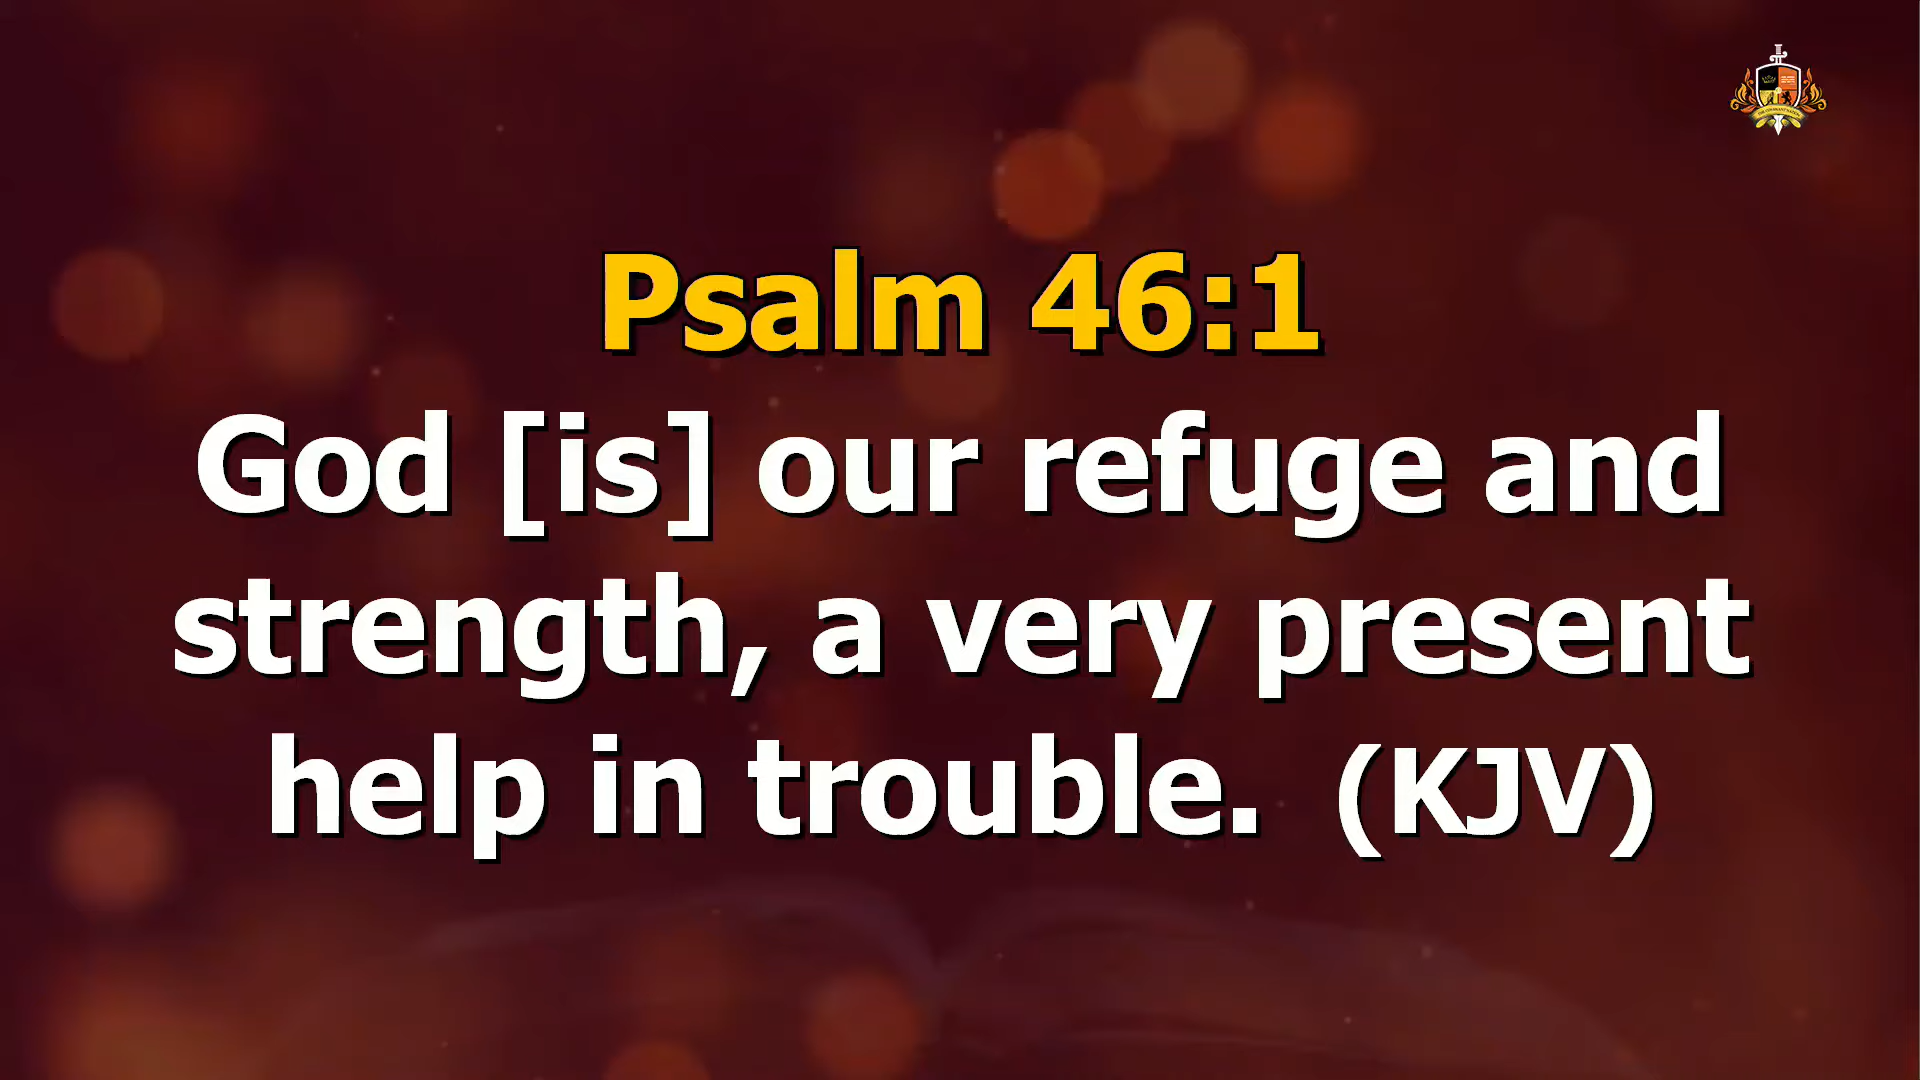 Psalm 46:1
God [is] our refuge and
strength, a very present
help in trouble. (KJV)